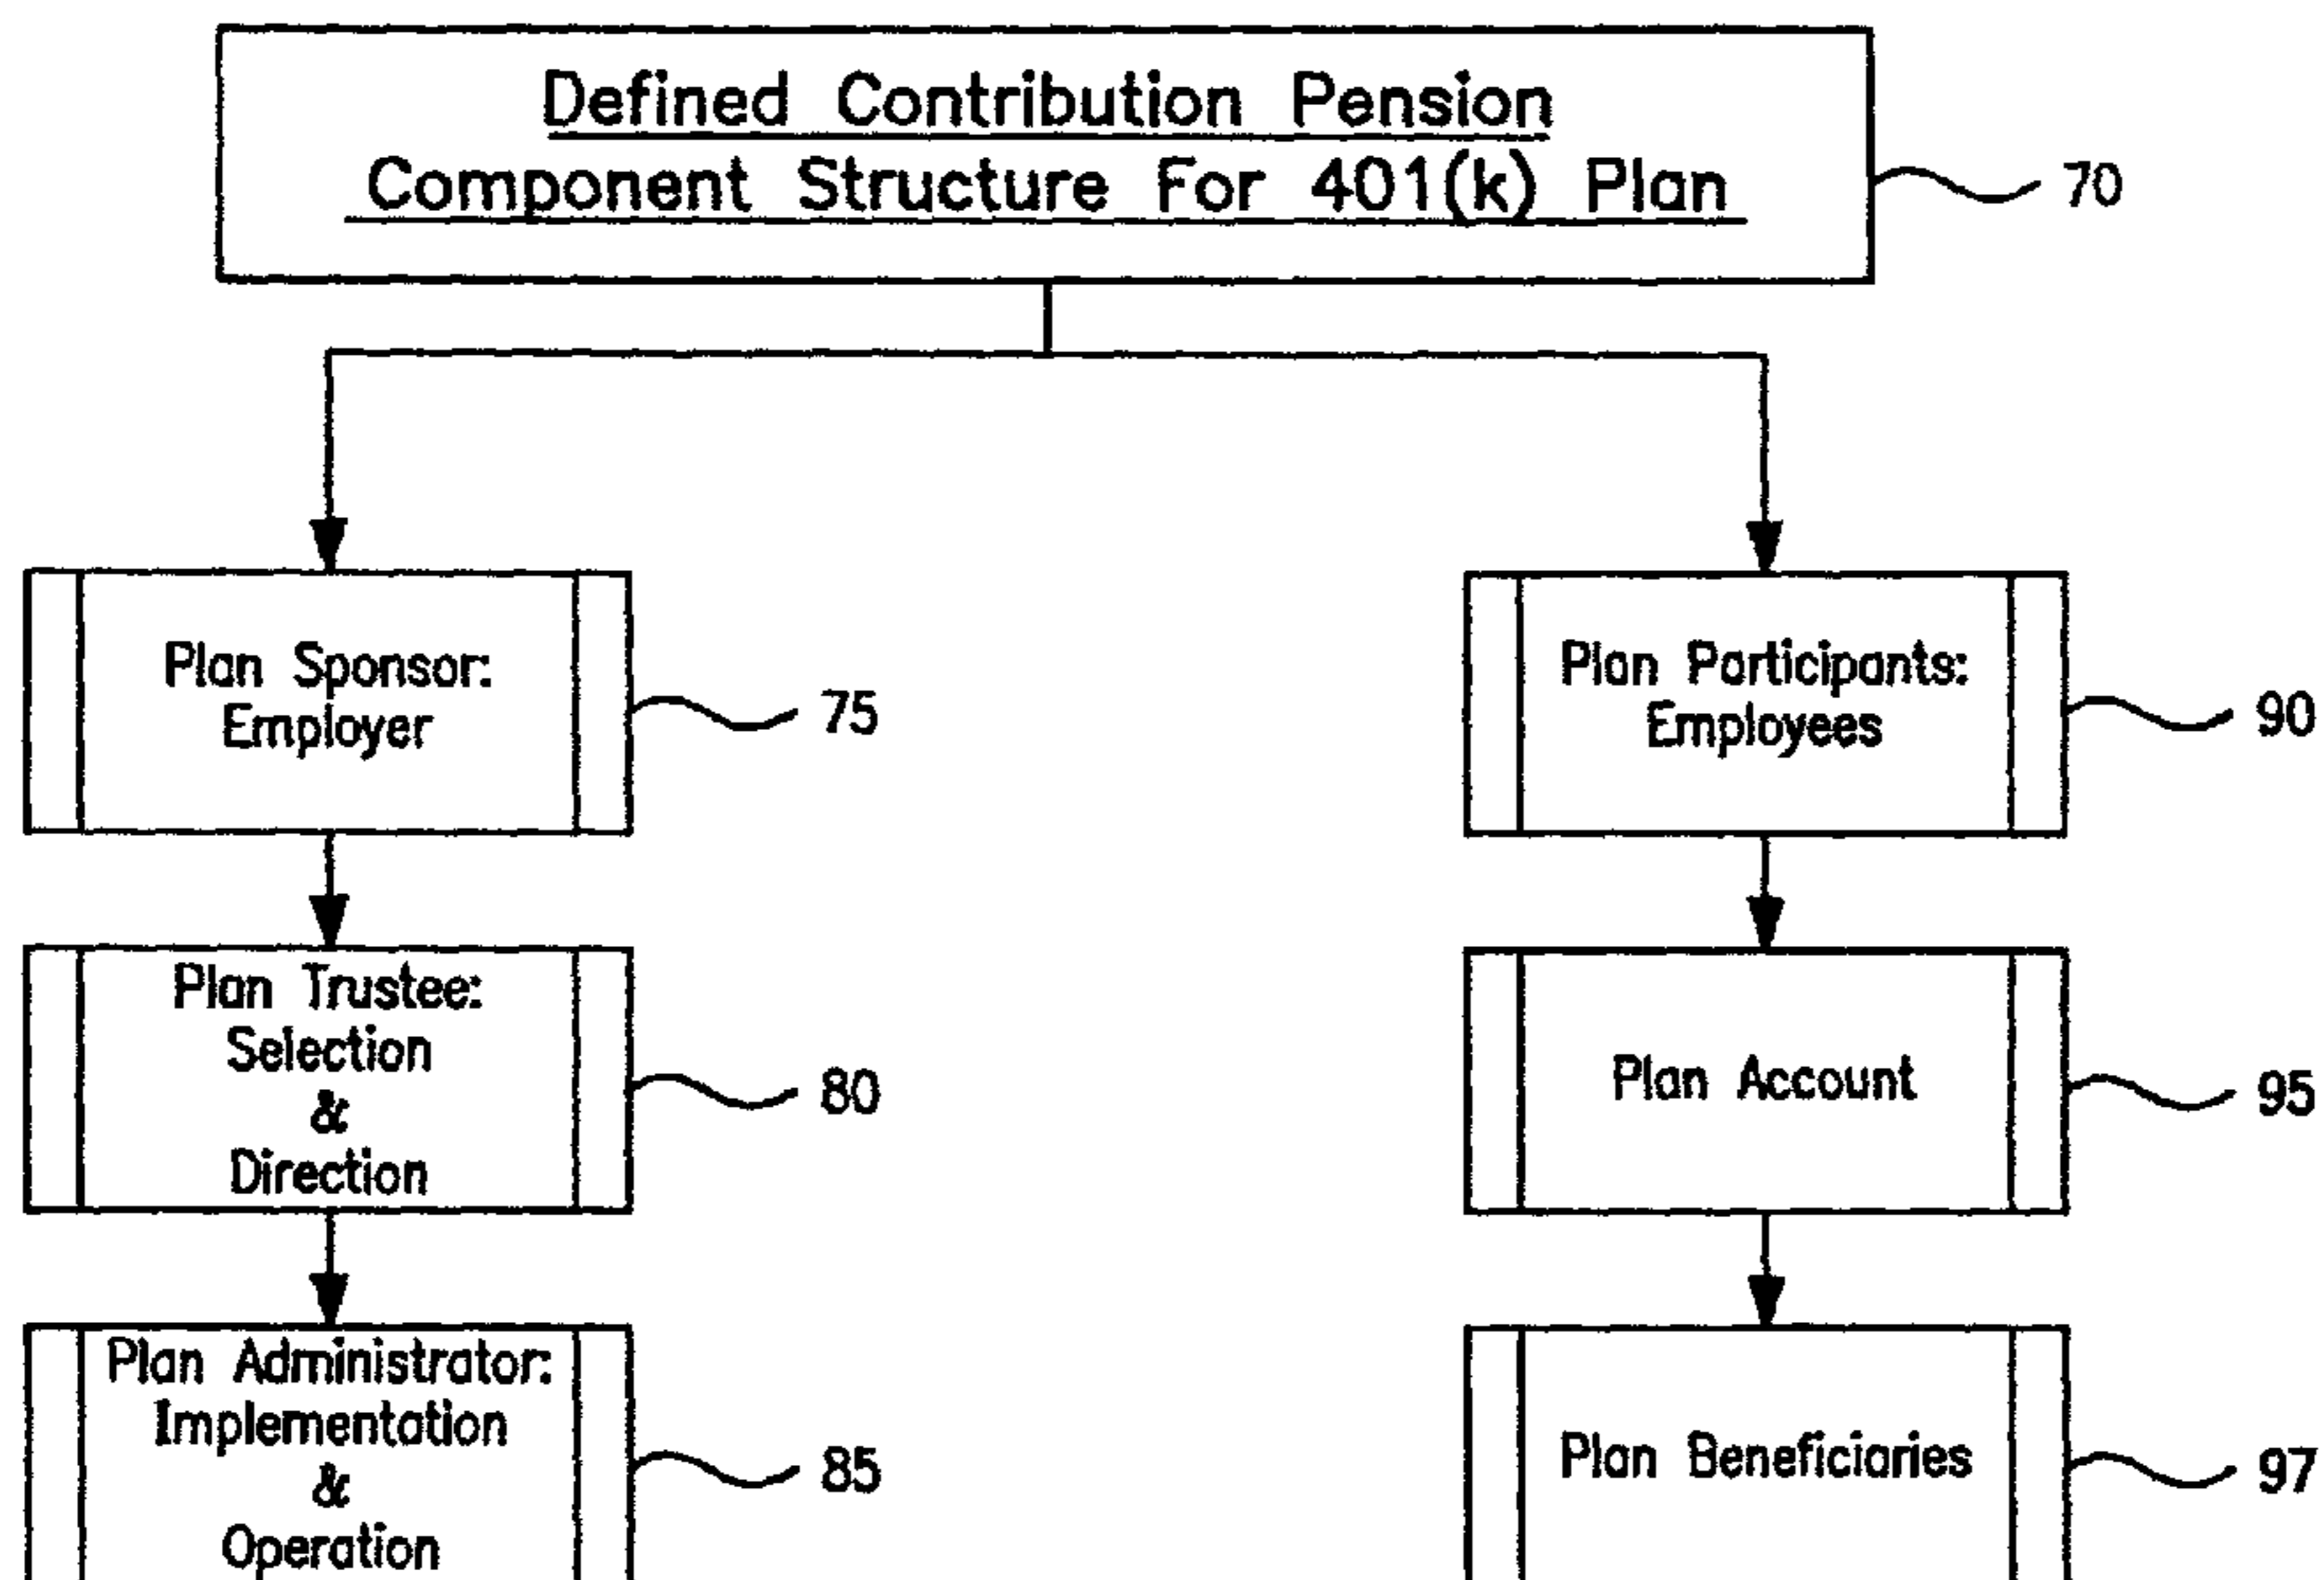 Defined Contribution Pension
Component Structure For 401(k) Plan
70
Plan Sponsor:
Employer
75
Plan Participants:
Employees
90
Plan Trustee:
Selection
&
Direction
80
Plan Account
95
Plan Administrator:
Implementation
&
Operation
85
Plan Beneficiaries
97